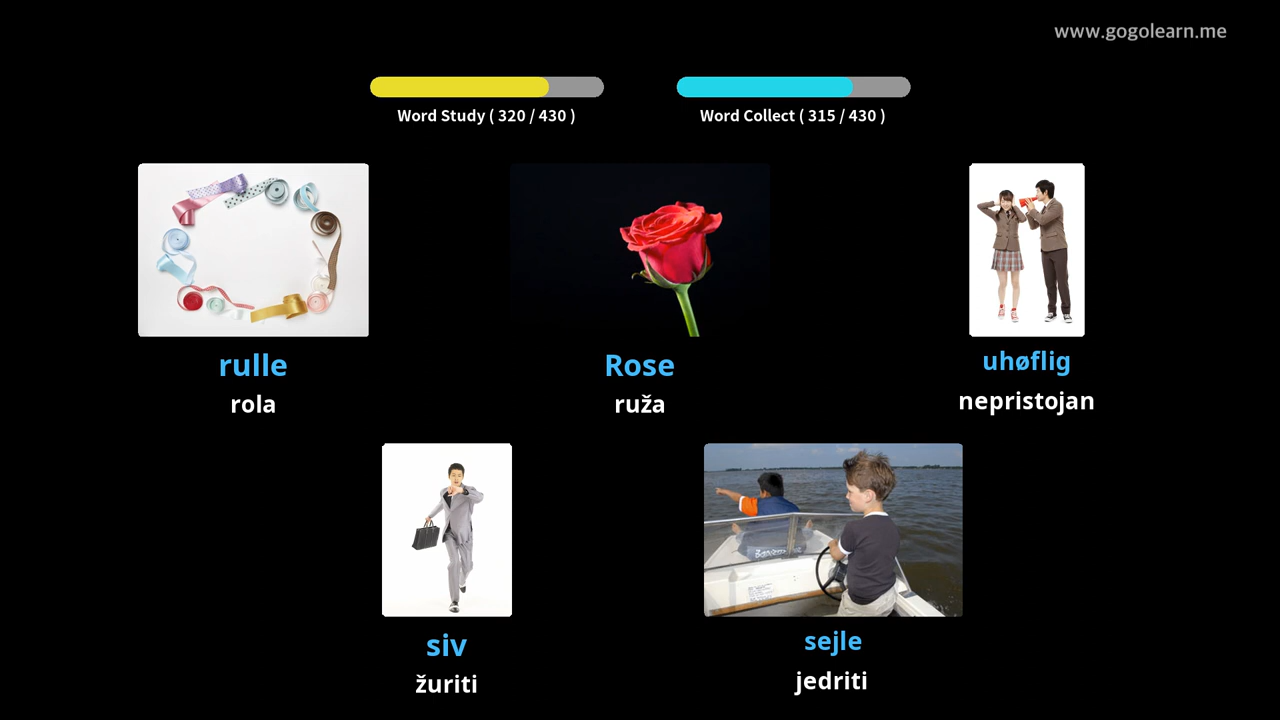 www.gogolearn.me
Word Study ( 320 / 430 )
Word Collect ( 315 / 430 )
rulle
rola
Rose
ruža
uhøflig
nepristojan
siv
žuriti
sejle
jedriti